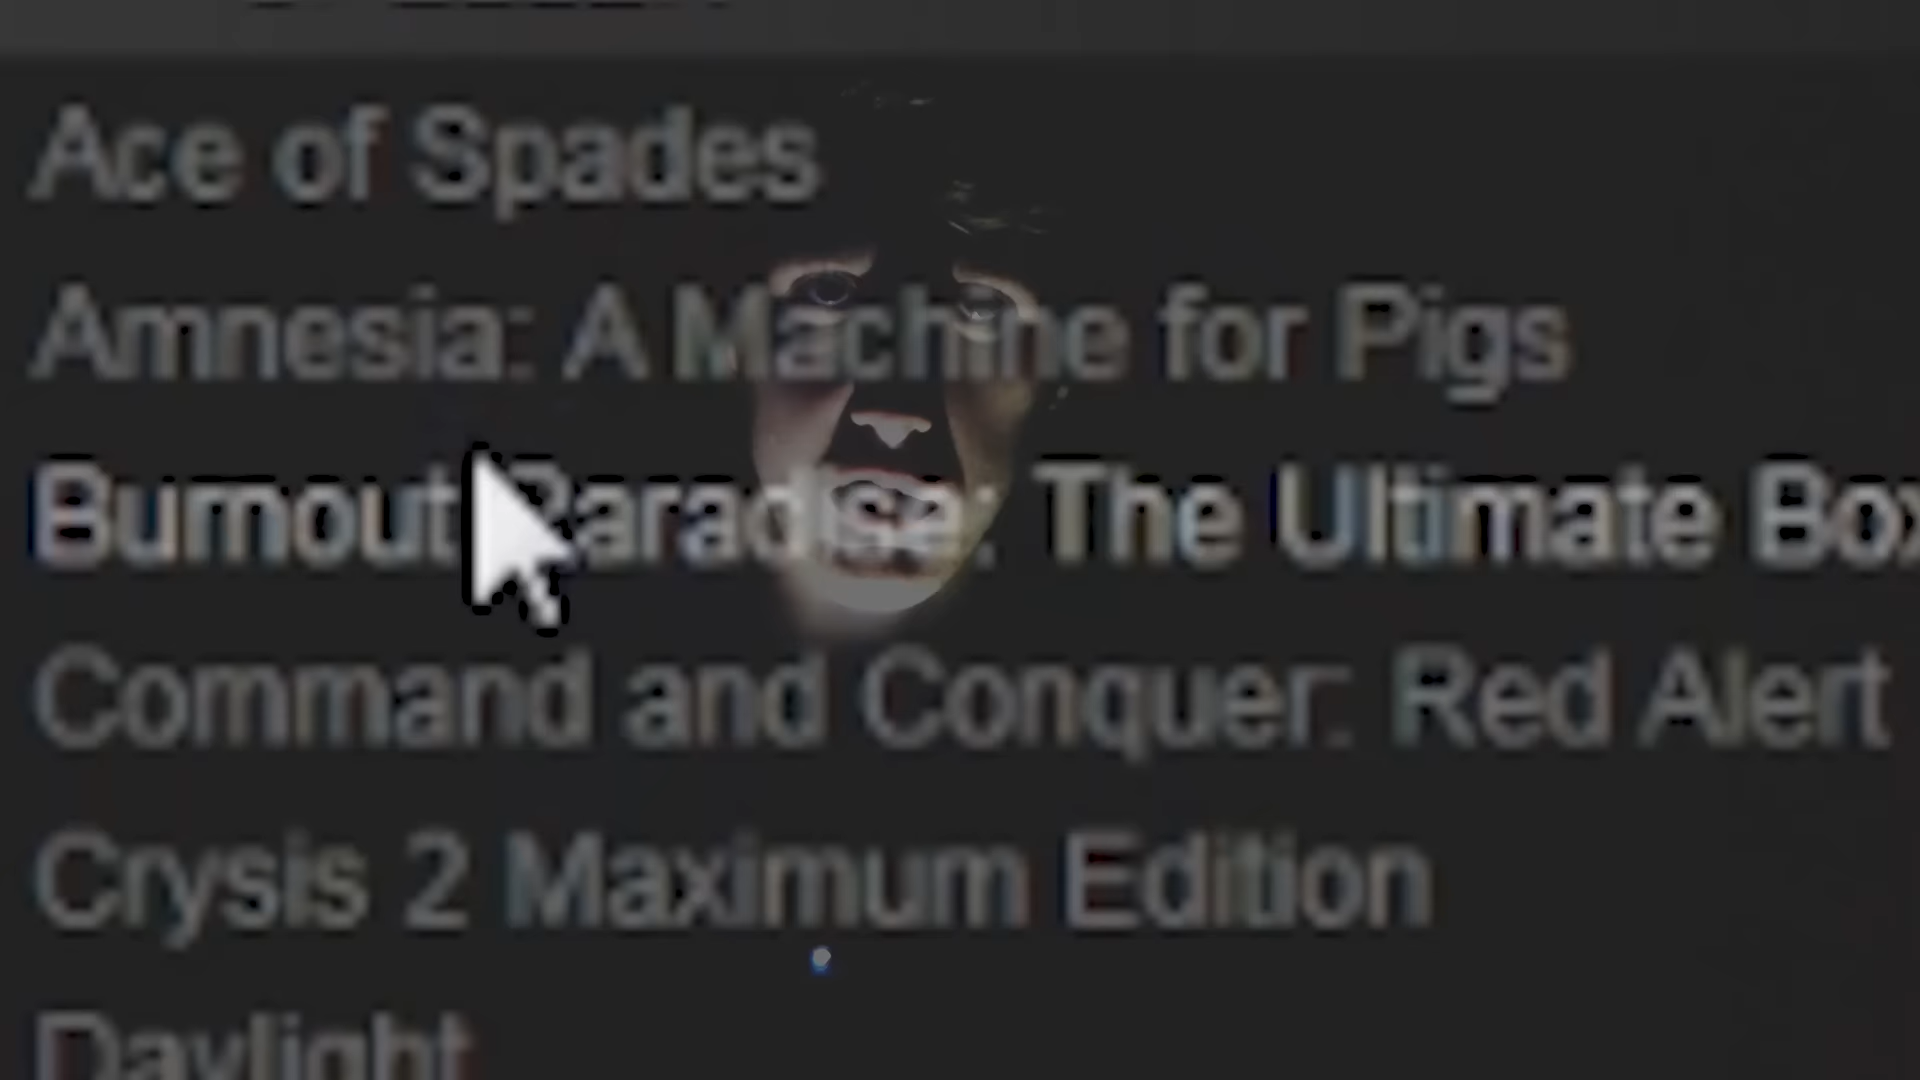 Ace of Spades
Amnesia: A Machine for Pigs
Burnout Paradise: The Ultimate Box
Command and Conquer: Red Alert
Crysis 2 Maximum Edition
Daylight